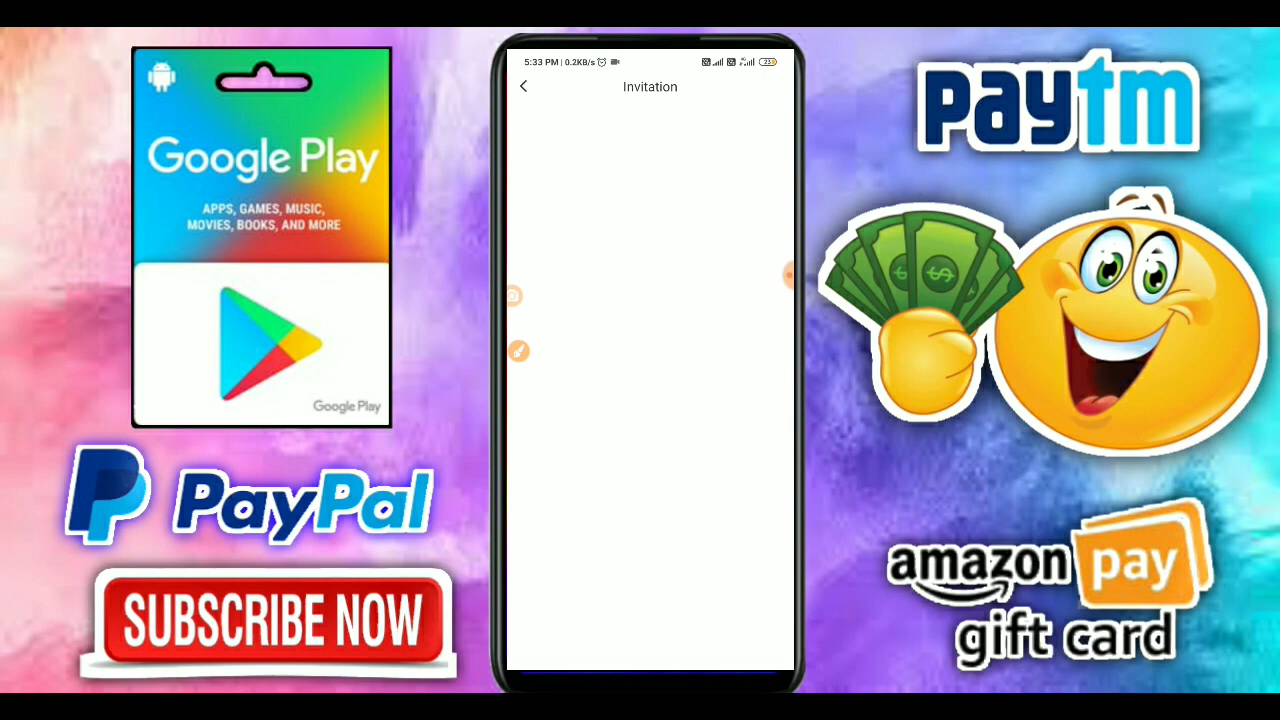 Google Play
APPS, GAMES, MUSIC,
MOVIES, BOOKS, AND MORE
Google Play
PayPal
SUBSCRIBE NOW
5:33 PM | 0.2KB/s
23
Invitation
paytm
amazon pay
gift card